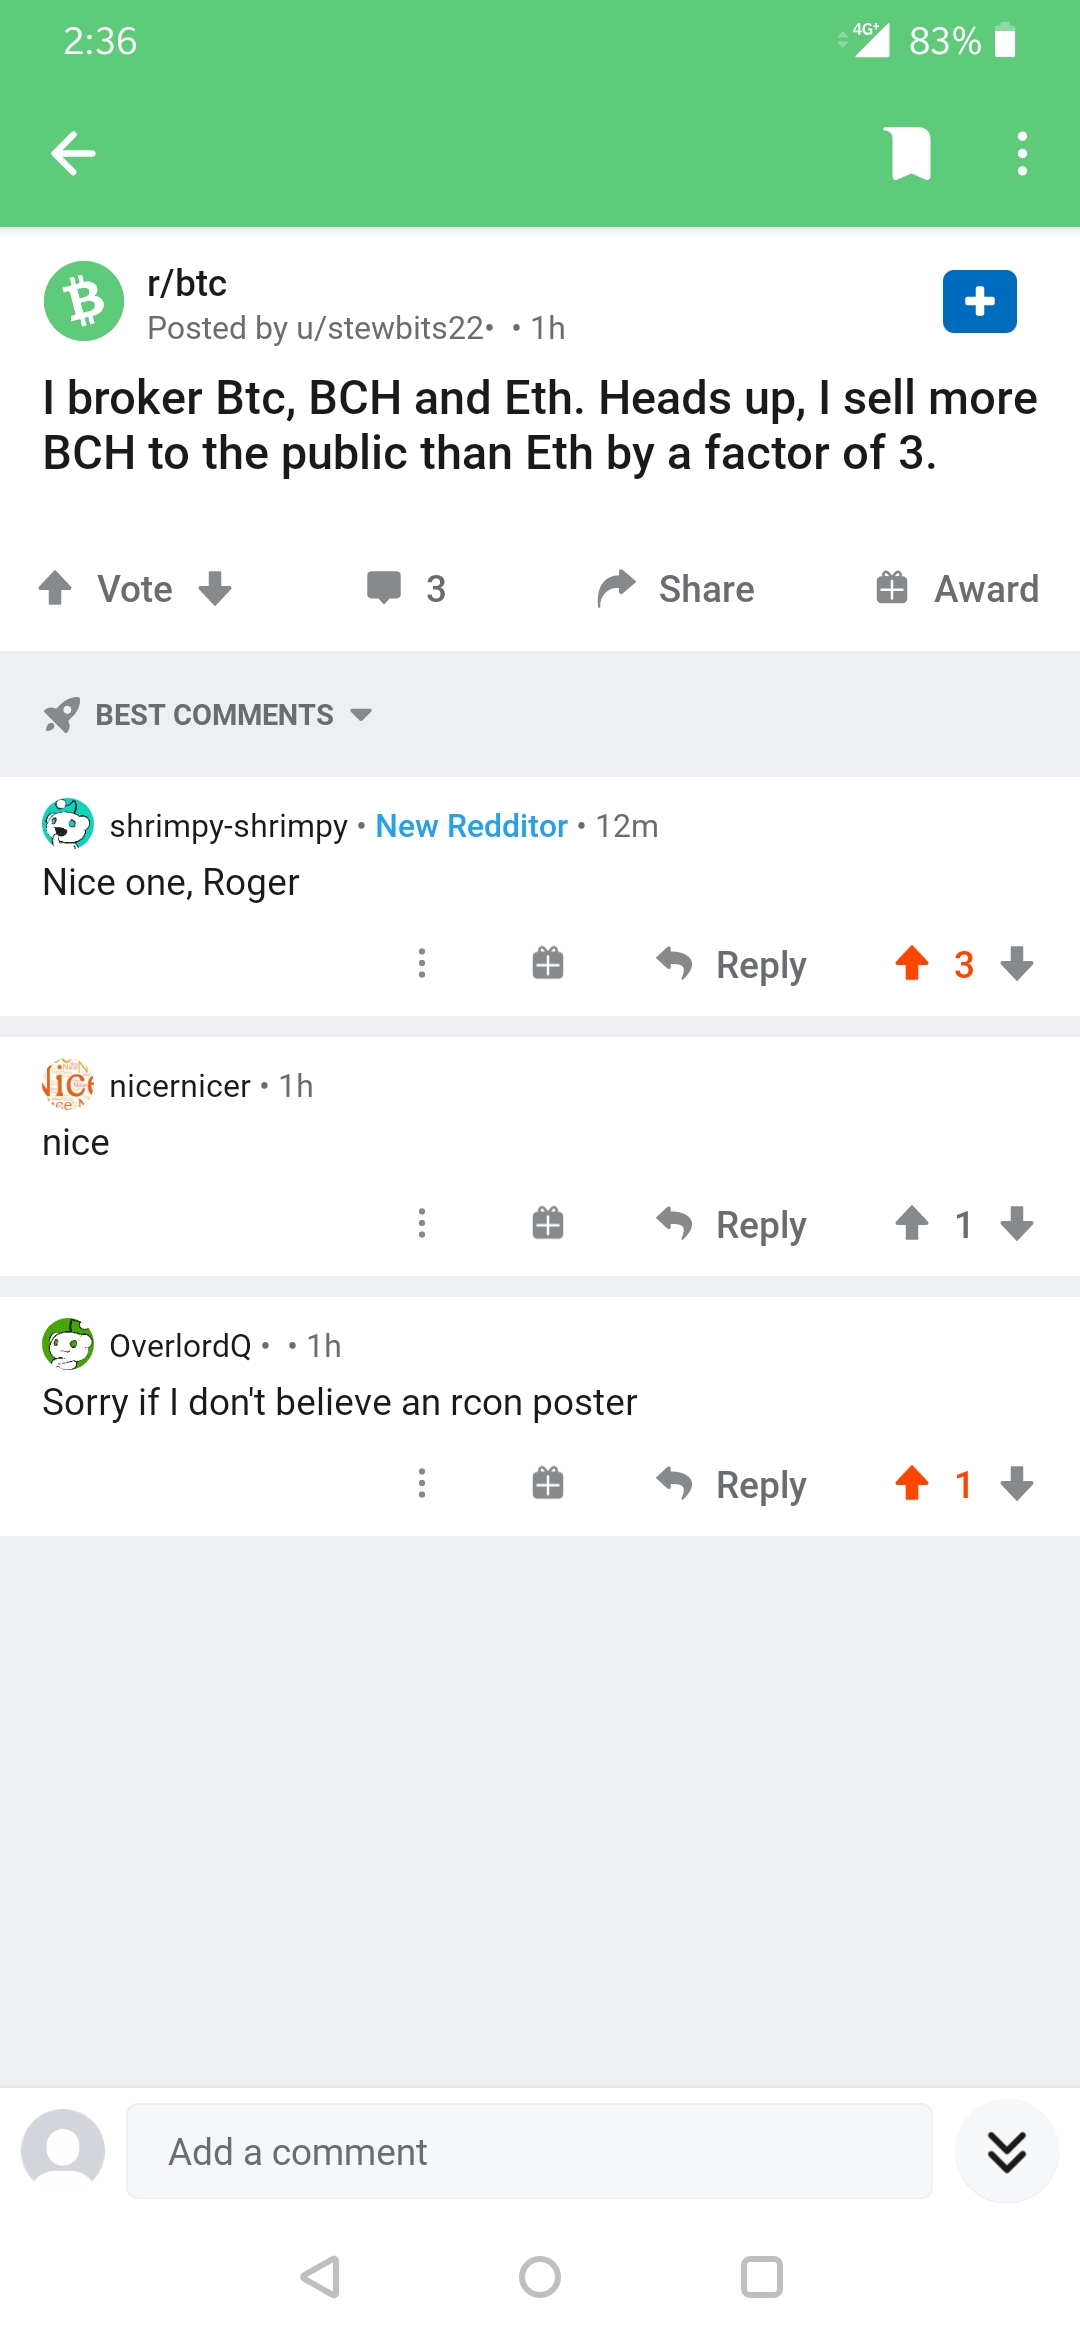 2:36
4G+ 83%
r/btc
Posted by u/stewbits22• • 1h
I broker Btc, BCH and Eth. Heads up, I sell more
BCH to the public than Eth by a factor of 3.
Vote 3 Share Award
BEST COMMENTS
shrimpy-shrimpy • New Redditor • 12m
Nice one, Roger
Reply 3
nicernicer • 1h
nice
Reply 1
OverlordQ • • 1h
Sorry if I don't believe an rcon poster
Reply 1
Add a comment